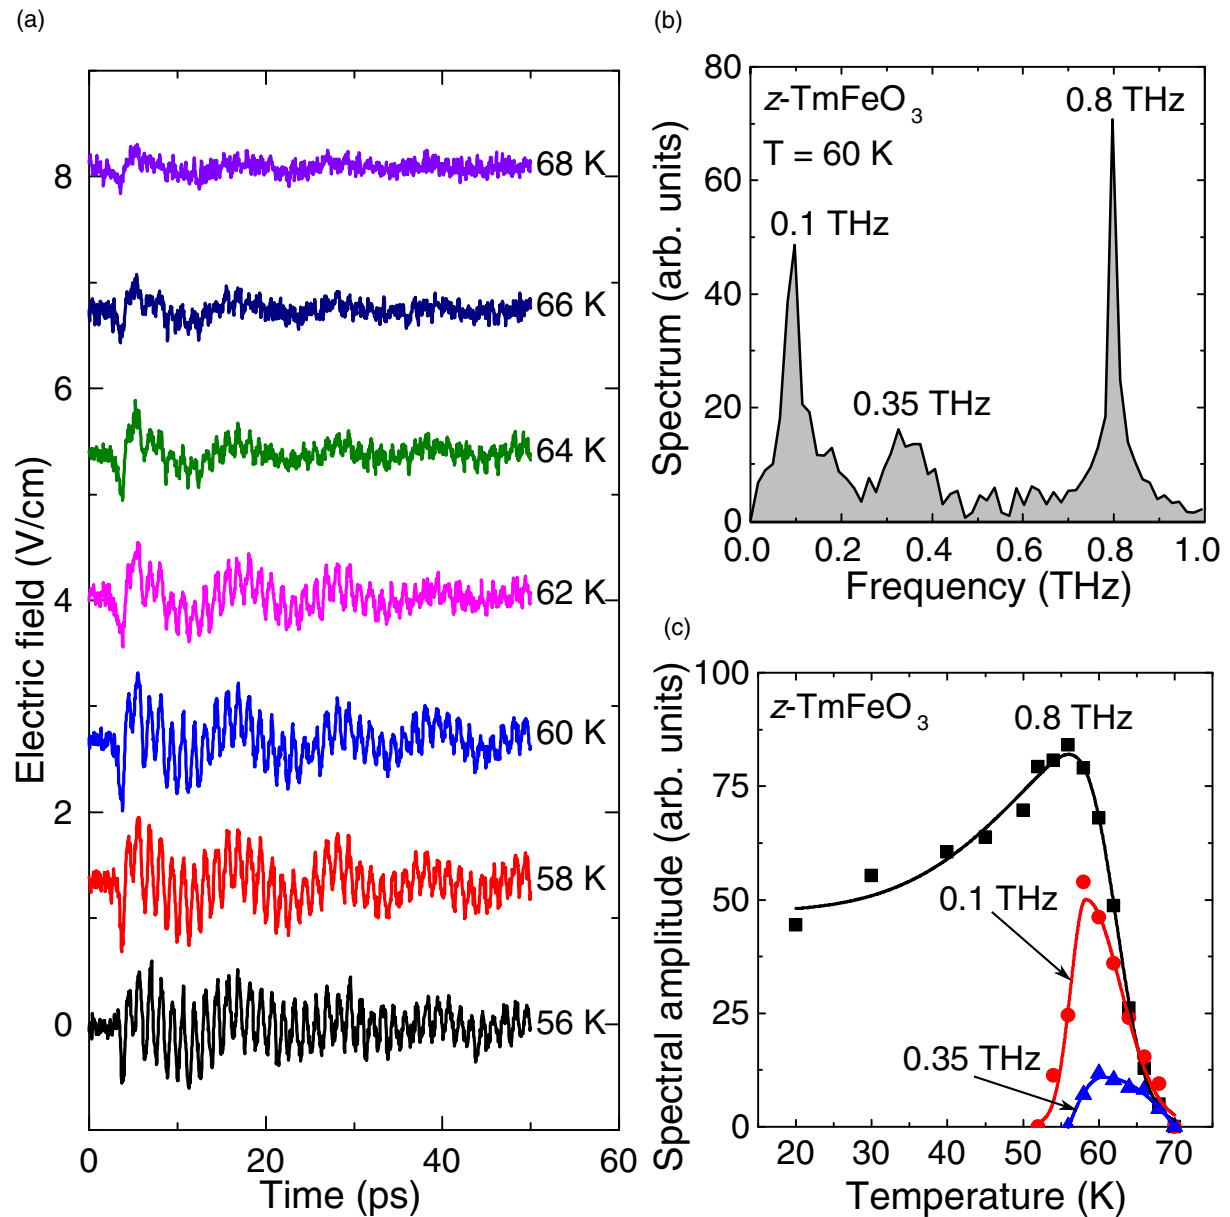 (a)
8
6
4
2
0
68 K
66 K
64 K
62 K
60 K
58 K
56 K
0
20
40
60
Electric field (V/cm)
Time (ps)
(b)
80
60
40
20
0
z-TmFeO3
T = 60 K
0.1 THz
0.35 THz
0.8 THz
0.0
0.2
0.4
0.6
0.8
1.0
Spectrum (arb. units)
Frequency (THz)
(c)
100
75
50
25
0
z-TmFeO3
0.8 THz
0.1 THz
0.35 THz
20
30
40
50
60
70
Spectral amplitude (arb. units)
Temperature (K)